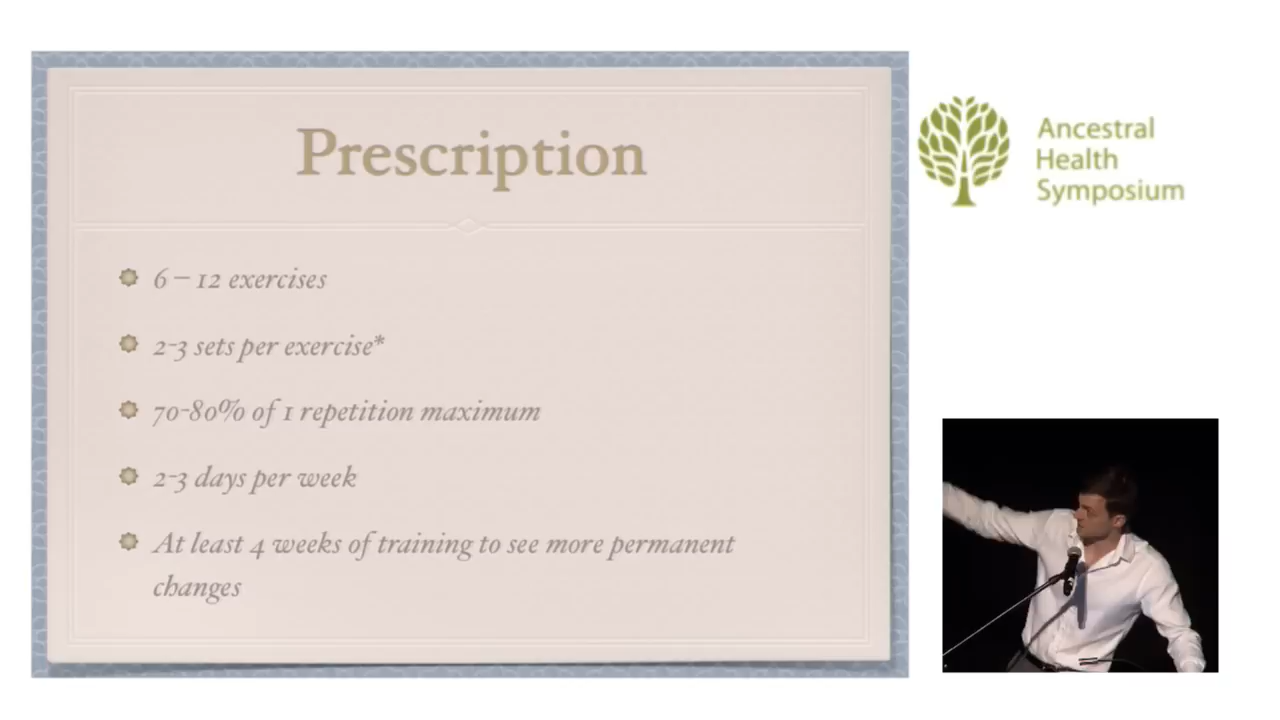 Prescription
6 – 12 exercises
2-3 sets per exercise*
70-80% of 1 repetition maximum
2-3 days per week
At least 4 weeks of training to see more permanent
changes
Ancestral
Health
Symposium